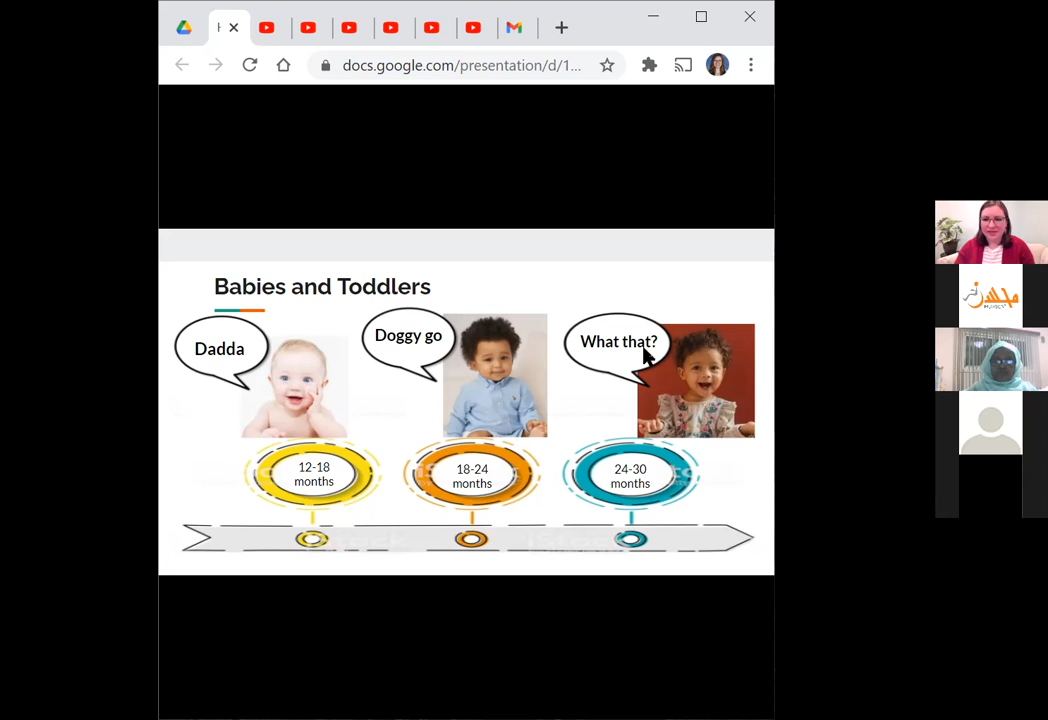 docs.google.com/presentation/d/1...
Babies and Toddlers
Dadda
Doggy go
What that?
12-18
months
18-24
months
24-30
months